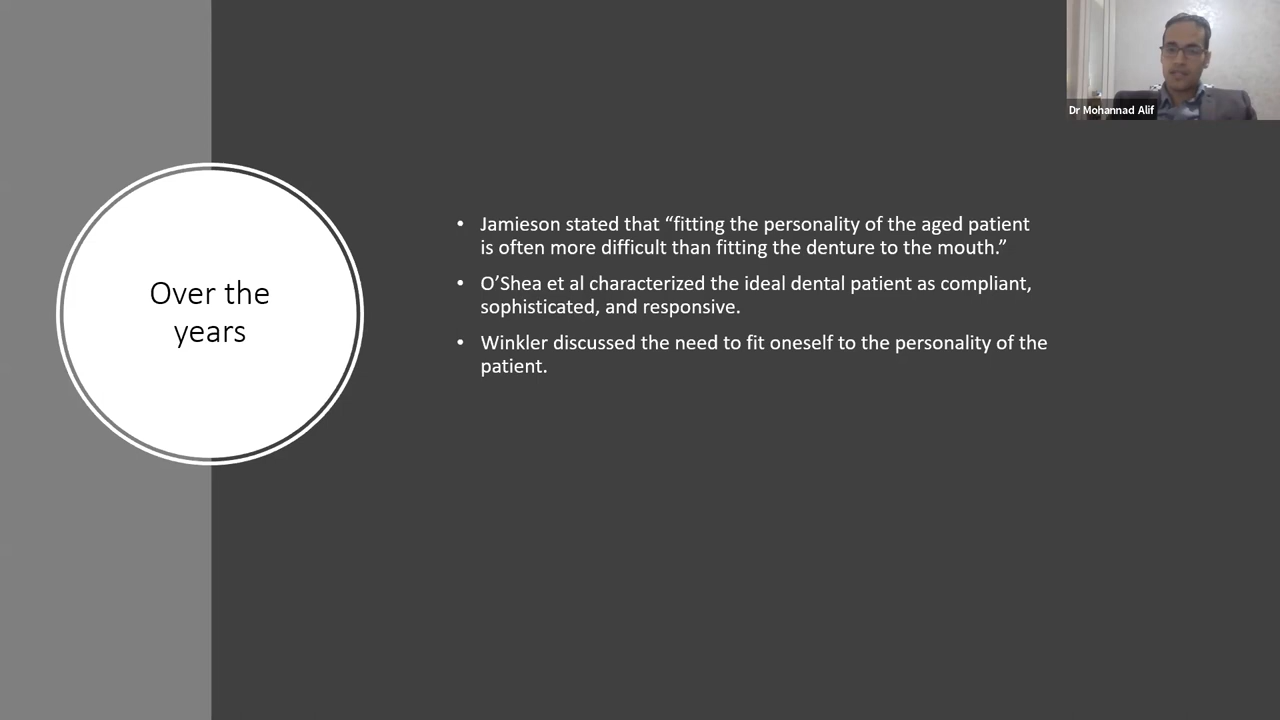 Dr Mohannad Alif
Over the
years
• Jamieson stated that “fitting the personality of the aged patient
is often more difficult than fitting the denture to the mouth.”
• O’Shea et al characterized the ideal dental patient as compliant,
sophisticated, and responsive.
• Winkler discussed the need to fit oneself to the personality of the
patient.